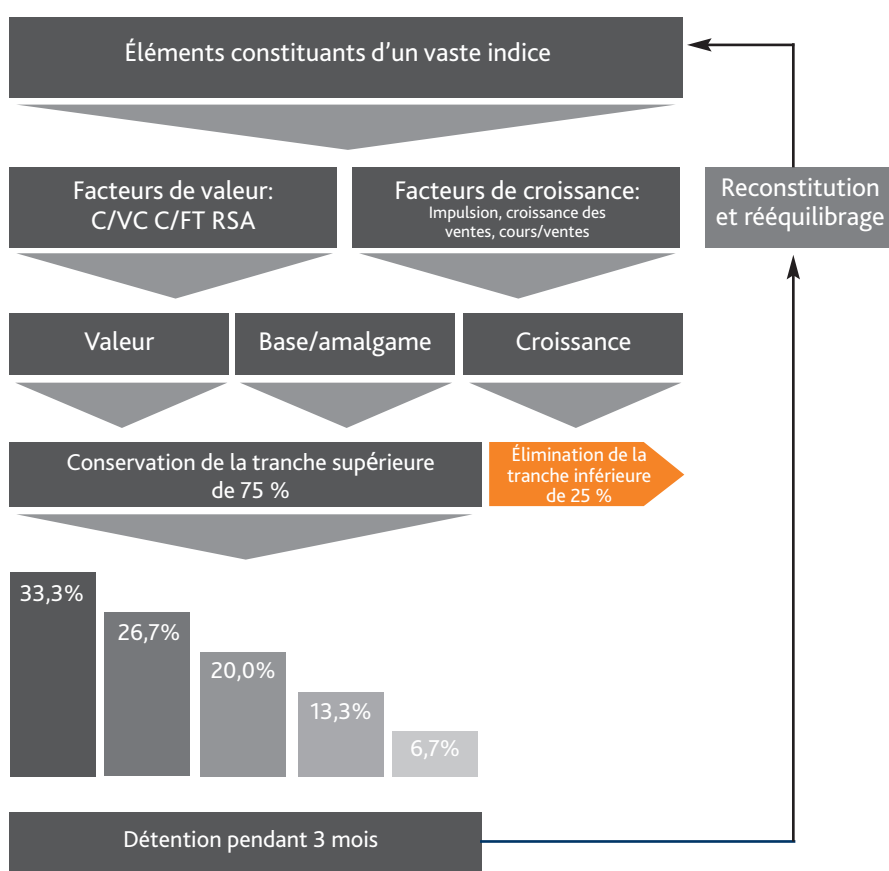 Éléments constituants d’un vaste indice
Facteurs de valeur:
C/VC C/FT RSA
Facteurs de croissance:
Impulsion, croissance des
ventes, cours/ventes
Reconstitution
et rééquilibrage
Valeur
Base/amalgame
Croissance
Conservation de la tranche supérieure
de 75 %
Élimination de la
tranche inférieure
de 25 %
33,3%
26,7%
20,0%
13,3%
6,7%
Détention pendant 3 mois